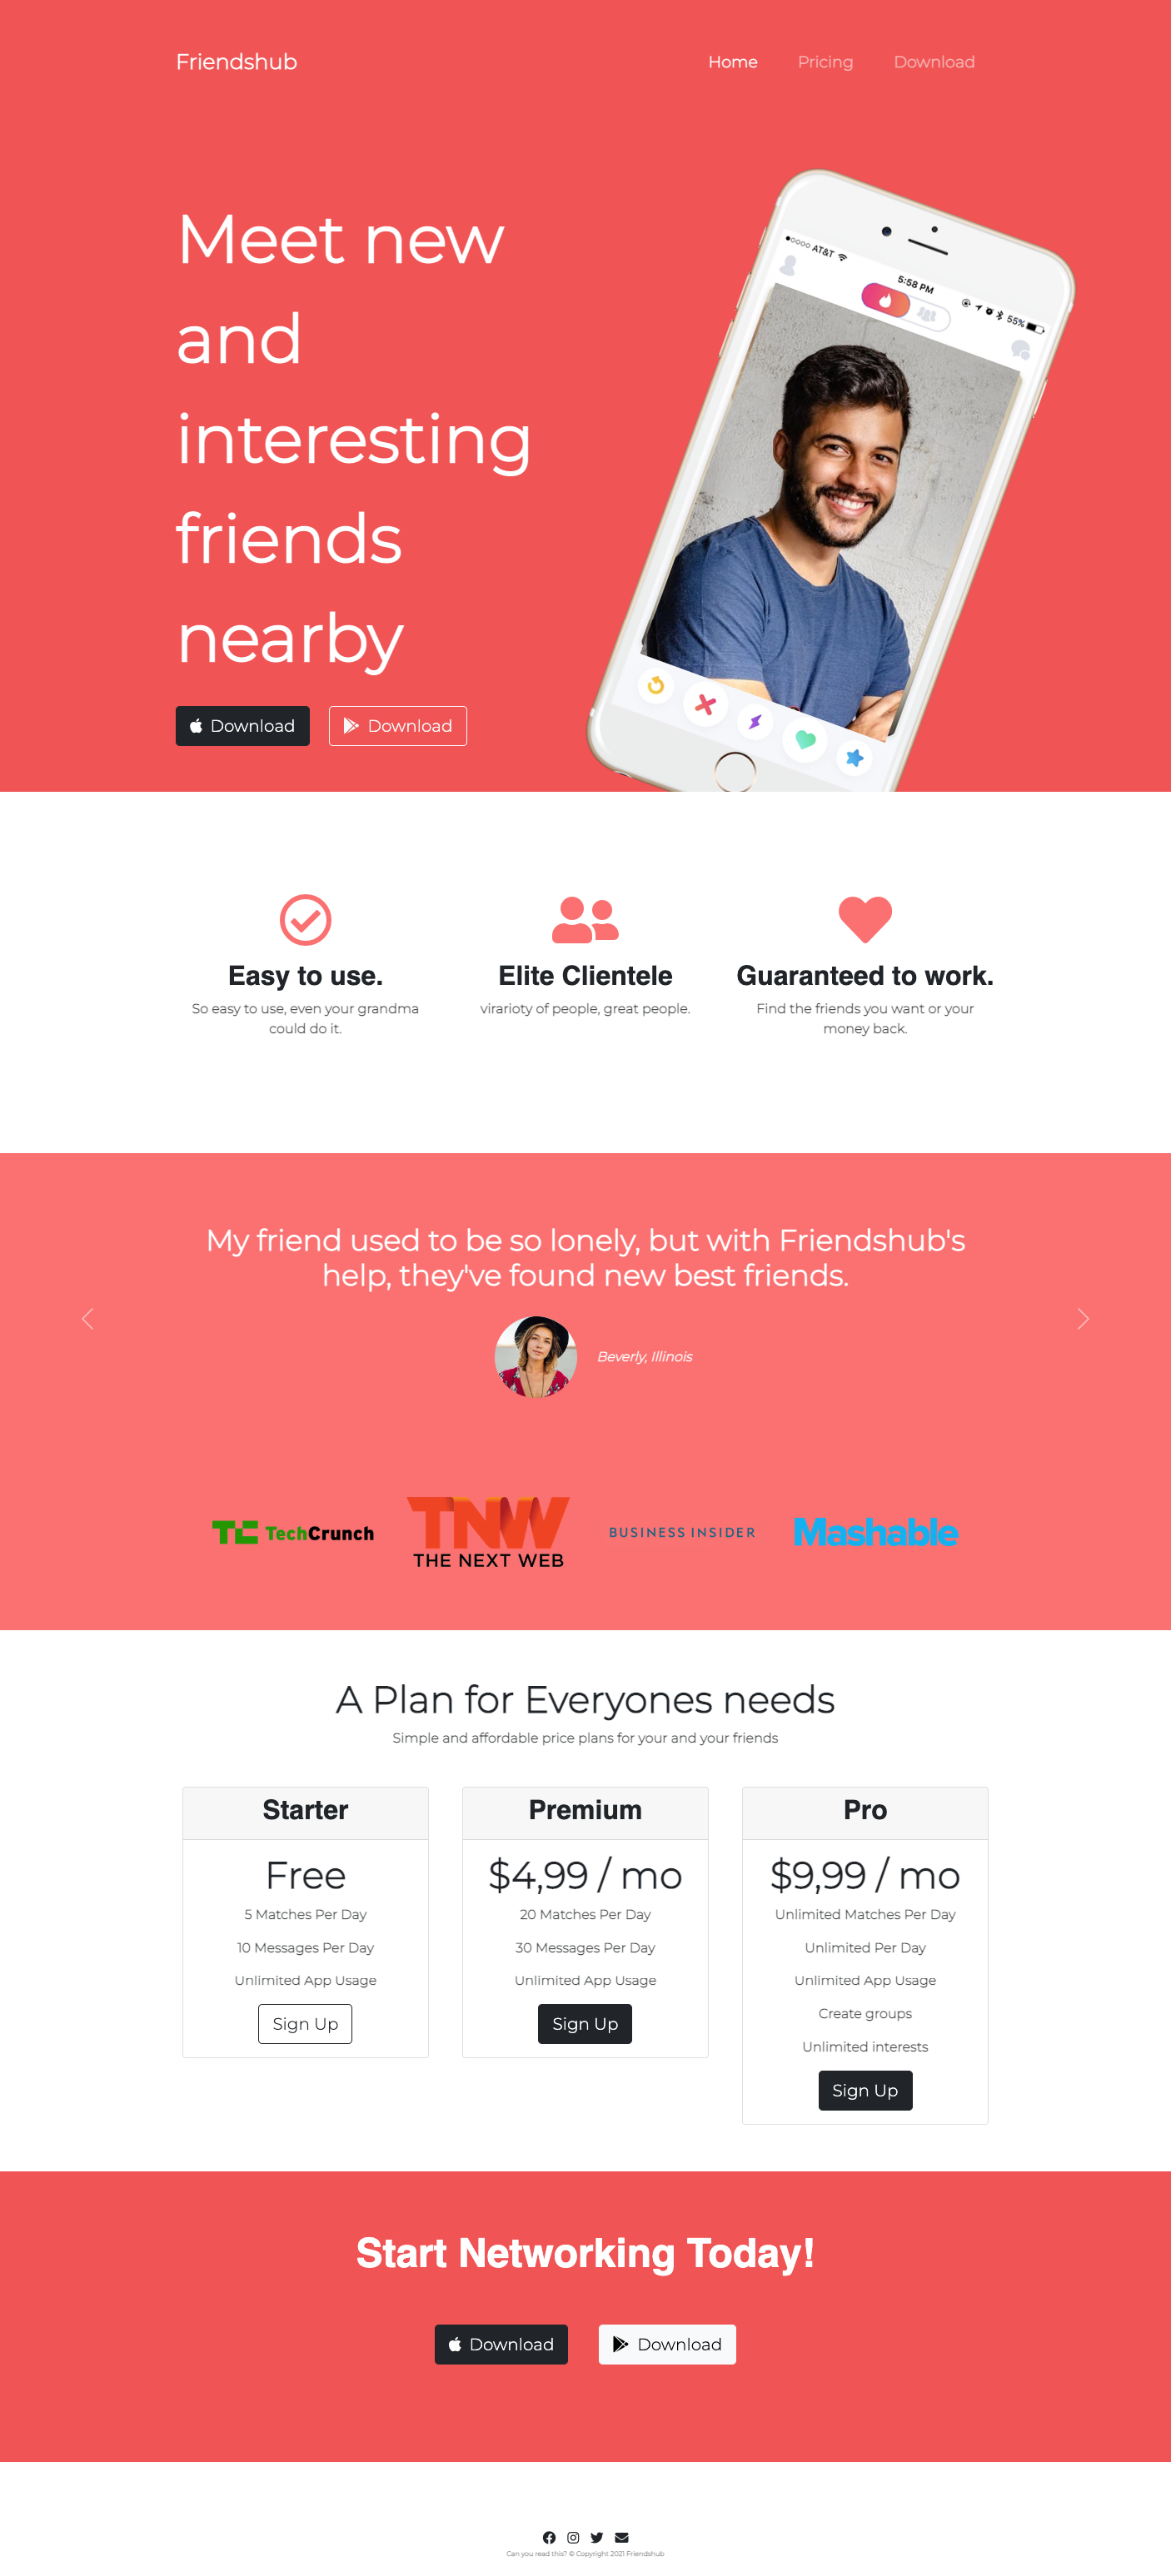 Friendshub
Home Pricing Download
Meet new
and
interesting
friends
nearby
AT&T 5:58 PM 55%
Download Download
Easy to use.
So easy to use, even your grandma
could do it.
Elite Clientele
virarioty of people, great people.
Guaranteed to work.
Find the friends you want or your
money back.
My friend used to be so lonely, but with Friendshub's
help, they've found new best friends.
Beverly, Illinois
TC TechCrunch
TNW
THE NEXT WEB
BUSINESS INSIDER
Mashable
A Plan for Everyones needs
Simple and affordable price plans for your and your friends
Starter
Free
5 Matches Per Day
10 Messages Per Day
Unlimited App Usage
Sign Up
Premium
$4,99 / mo
20 Matches Per Day
30 Messages Per Day
Unlimited App Usage
Sign Up
Pro
$9,99 / mo
Unlimited Matches Per Day
Unlimited Per Day
Unlimited App Usage
Create groups
Unlimited interests
Sign Up
Start Networking Today!
Download Download
Can you read this? © Copyright 2021 Friendshub